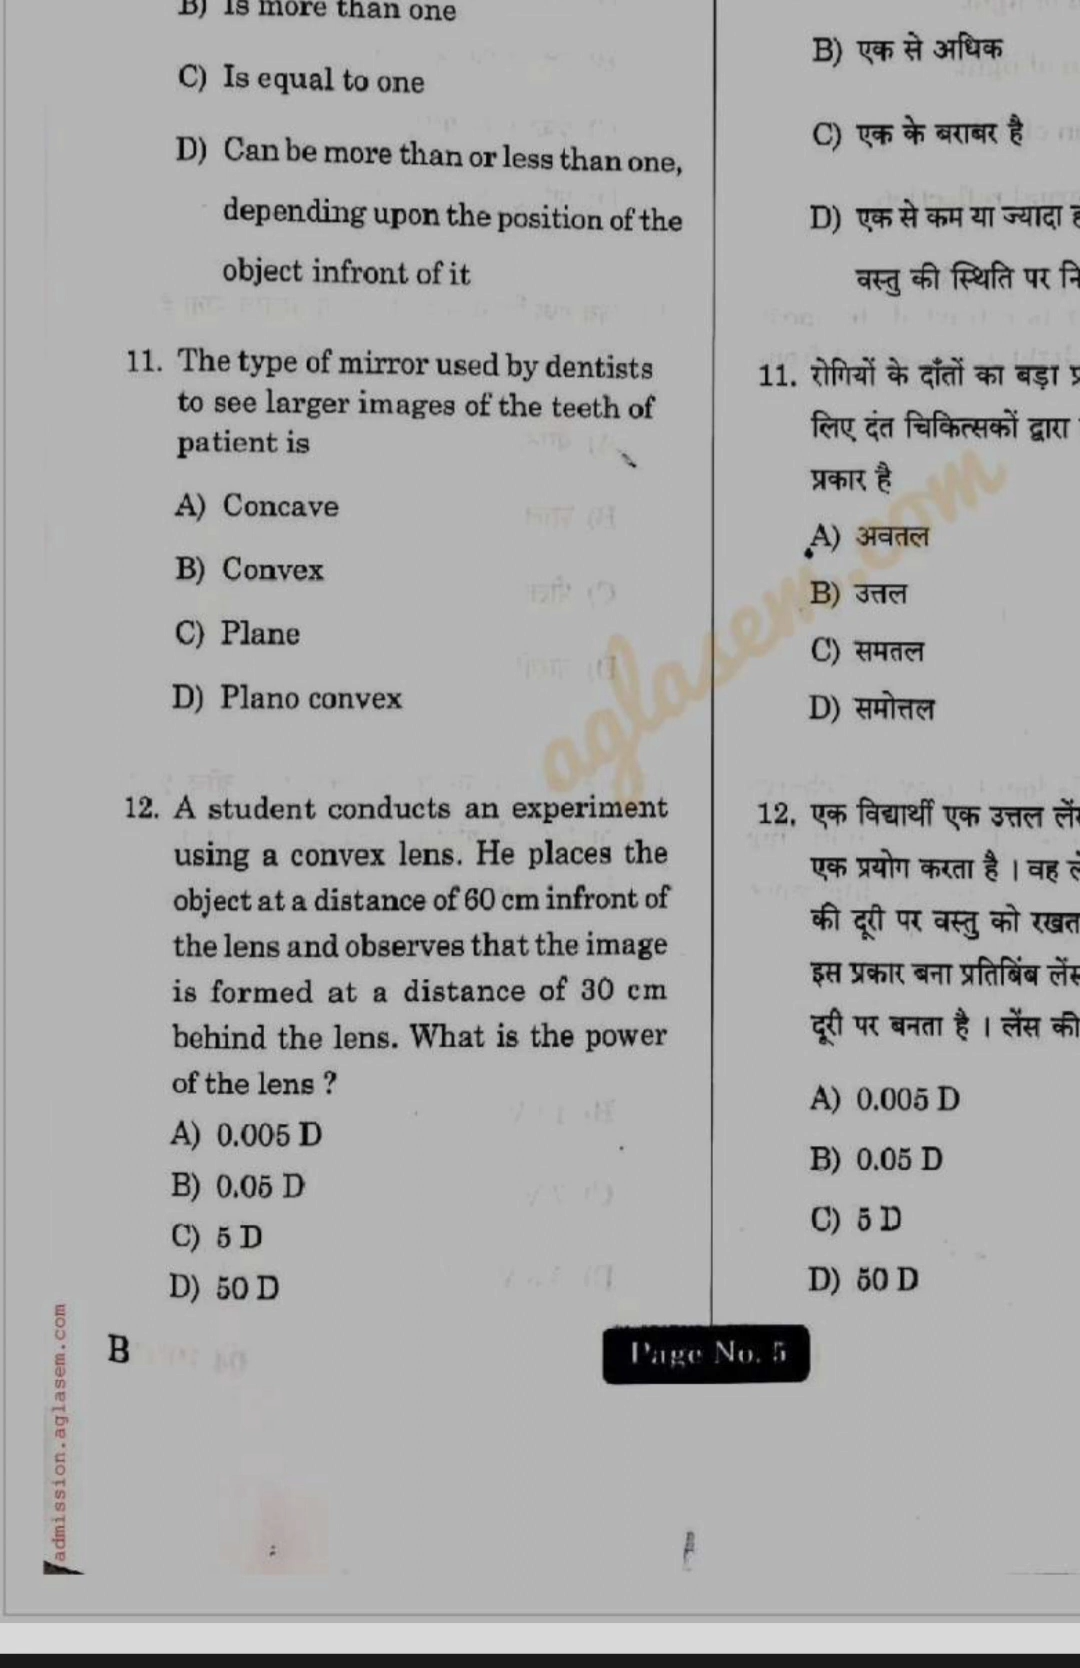 B) Is more than one
C) Is equal to one
D) Can be more than or less than one,
depending upon the position of the
object infront of it
11. The type of mirror used by dentists
to see larger images of the teeth of
patient is
A) Concave
B) Convex
C) Plane
D) Plano convex
12. A student conducts an experiment
using a convex lens. He places the
object at a distance of 60 cm infront of
the lens and observes that the image
is formed at a distance of 30 cm
behind the lens. What is the power
of the lens ?
A) 0.005 D
B) 0.05 D
C) 5 D
D) 50 D
B) एक से अधिक
C) एक के बराबर है
D) एक से कम या ज्यादा
वस्तु की स्थिति पर
11. रोगियों के दाँतों का बड़ा
लिए दंत चिकित्सकों द्वारा
प्रकार है
A) अवतल
B) उत्तल
C) समतल
D) समोत्तल
12. एक विद्यार्थी एक उत्तल
एक प्रयोग करता है । वह
की दूरी पर वस्तु को
इस प्रकार बना प्रतिबिंब
दूरी पर बनता है । लेंस की
A) 0.005 D
B) 0.05 D
C) 5 D
D) 50 D
B
Page No. 5
aglasem.com
admission.aglasem.com